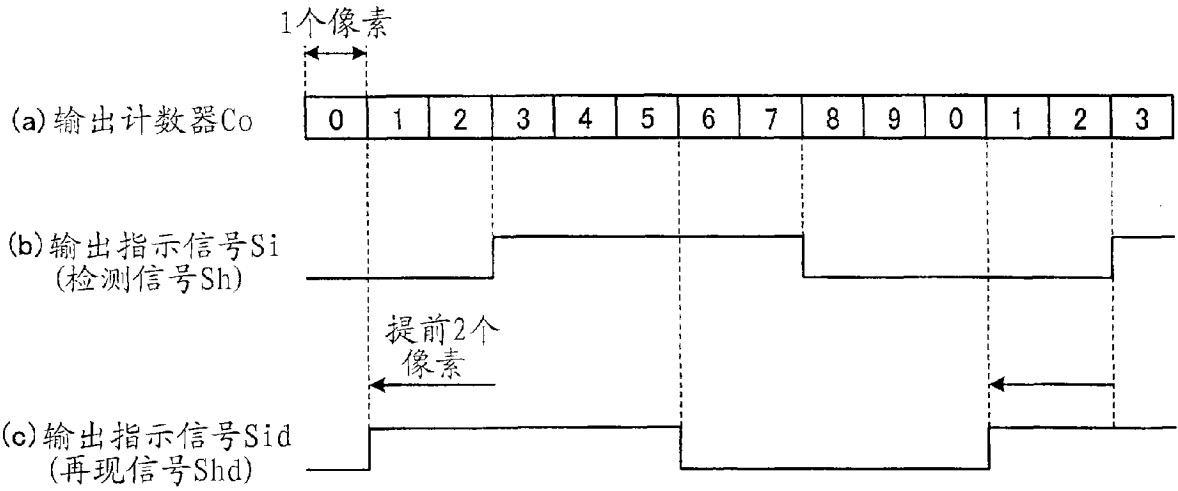 1个像素
(a)输出计数器Co
0 1 2 3 4 5 6 7 8 9 0 1 2 3
(b)输出指示信号Si
(检测信号Sh)
提前2个
像素
(c)输出指示信号Sid
(再现信号Shd)